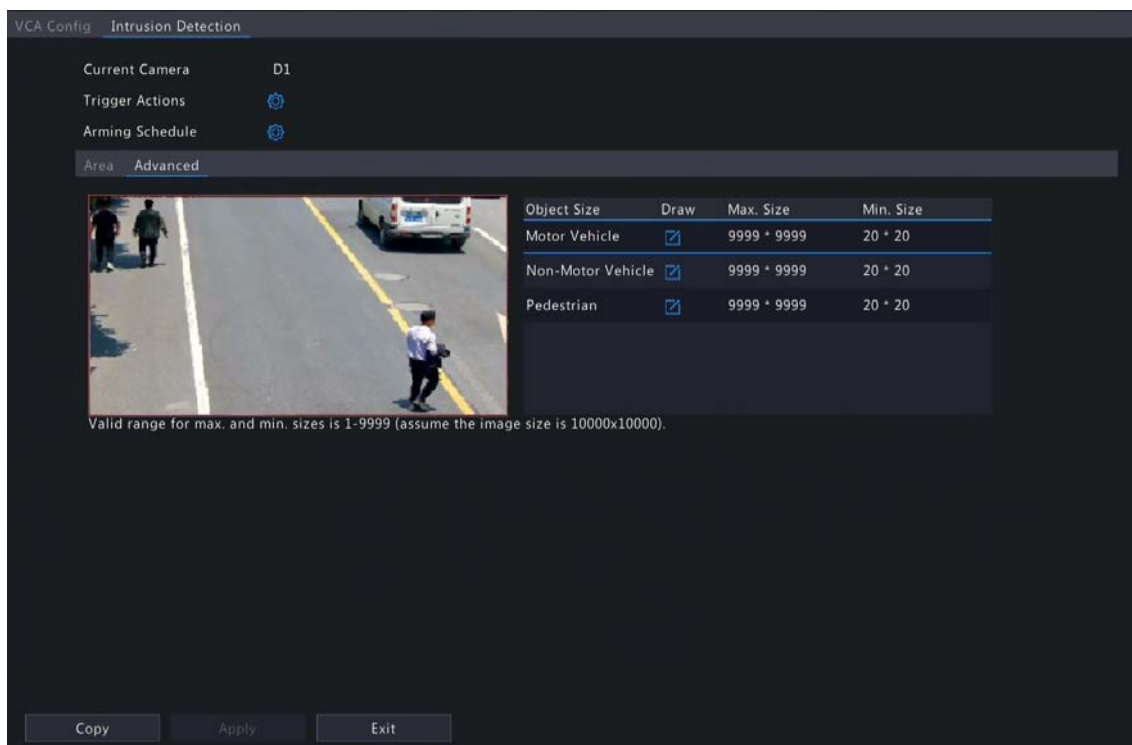 VCA Config Intrusion Detection
Current Camera D1
Trigger Actions
Arming Schedule
Area Advanced
Object Size Draw Max. Size Min. Size
Motor Vehicle 9999 * 9999 20 * 20
Non-Motor Vehicle 9999 * 9999 20 * 20
Pedestrian 9999 * 9999 20 * 20
Valid range for max. and min. sizes is 1-9999 (assume the image size is 10000x10000).
Copy Apply Exit